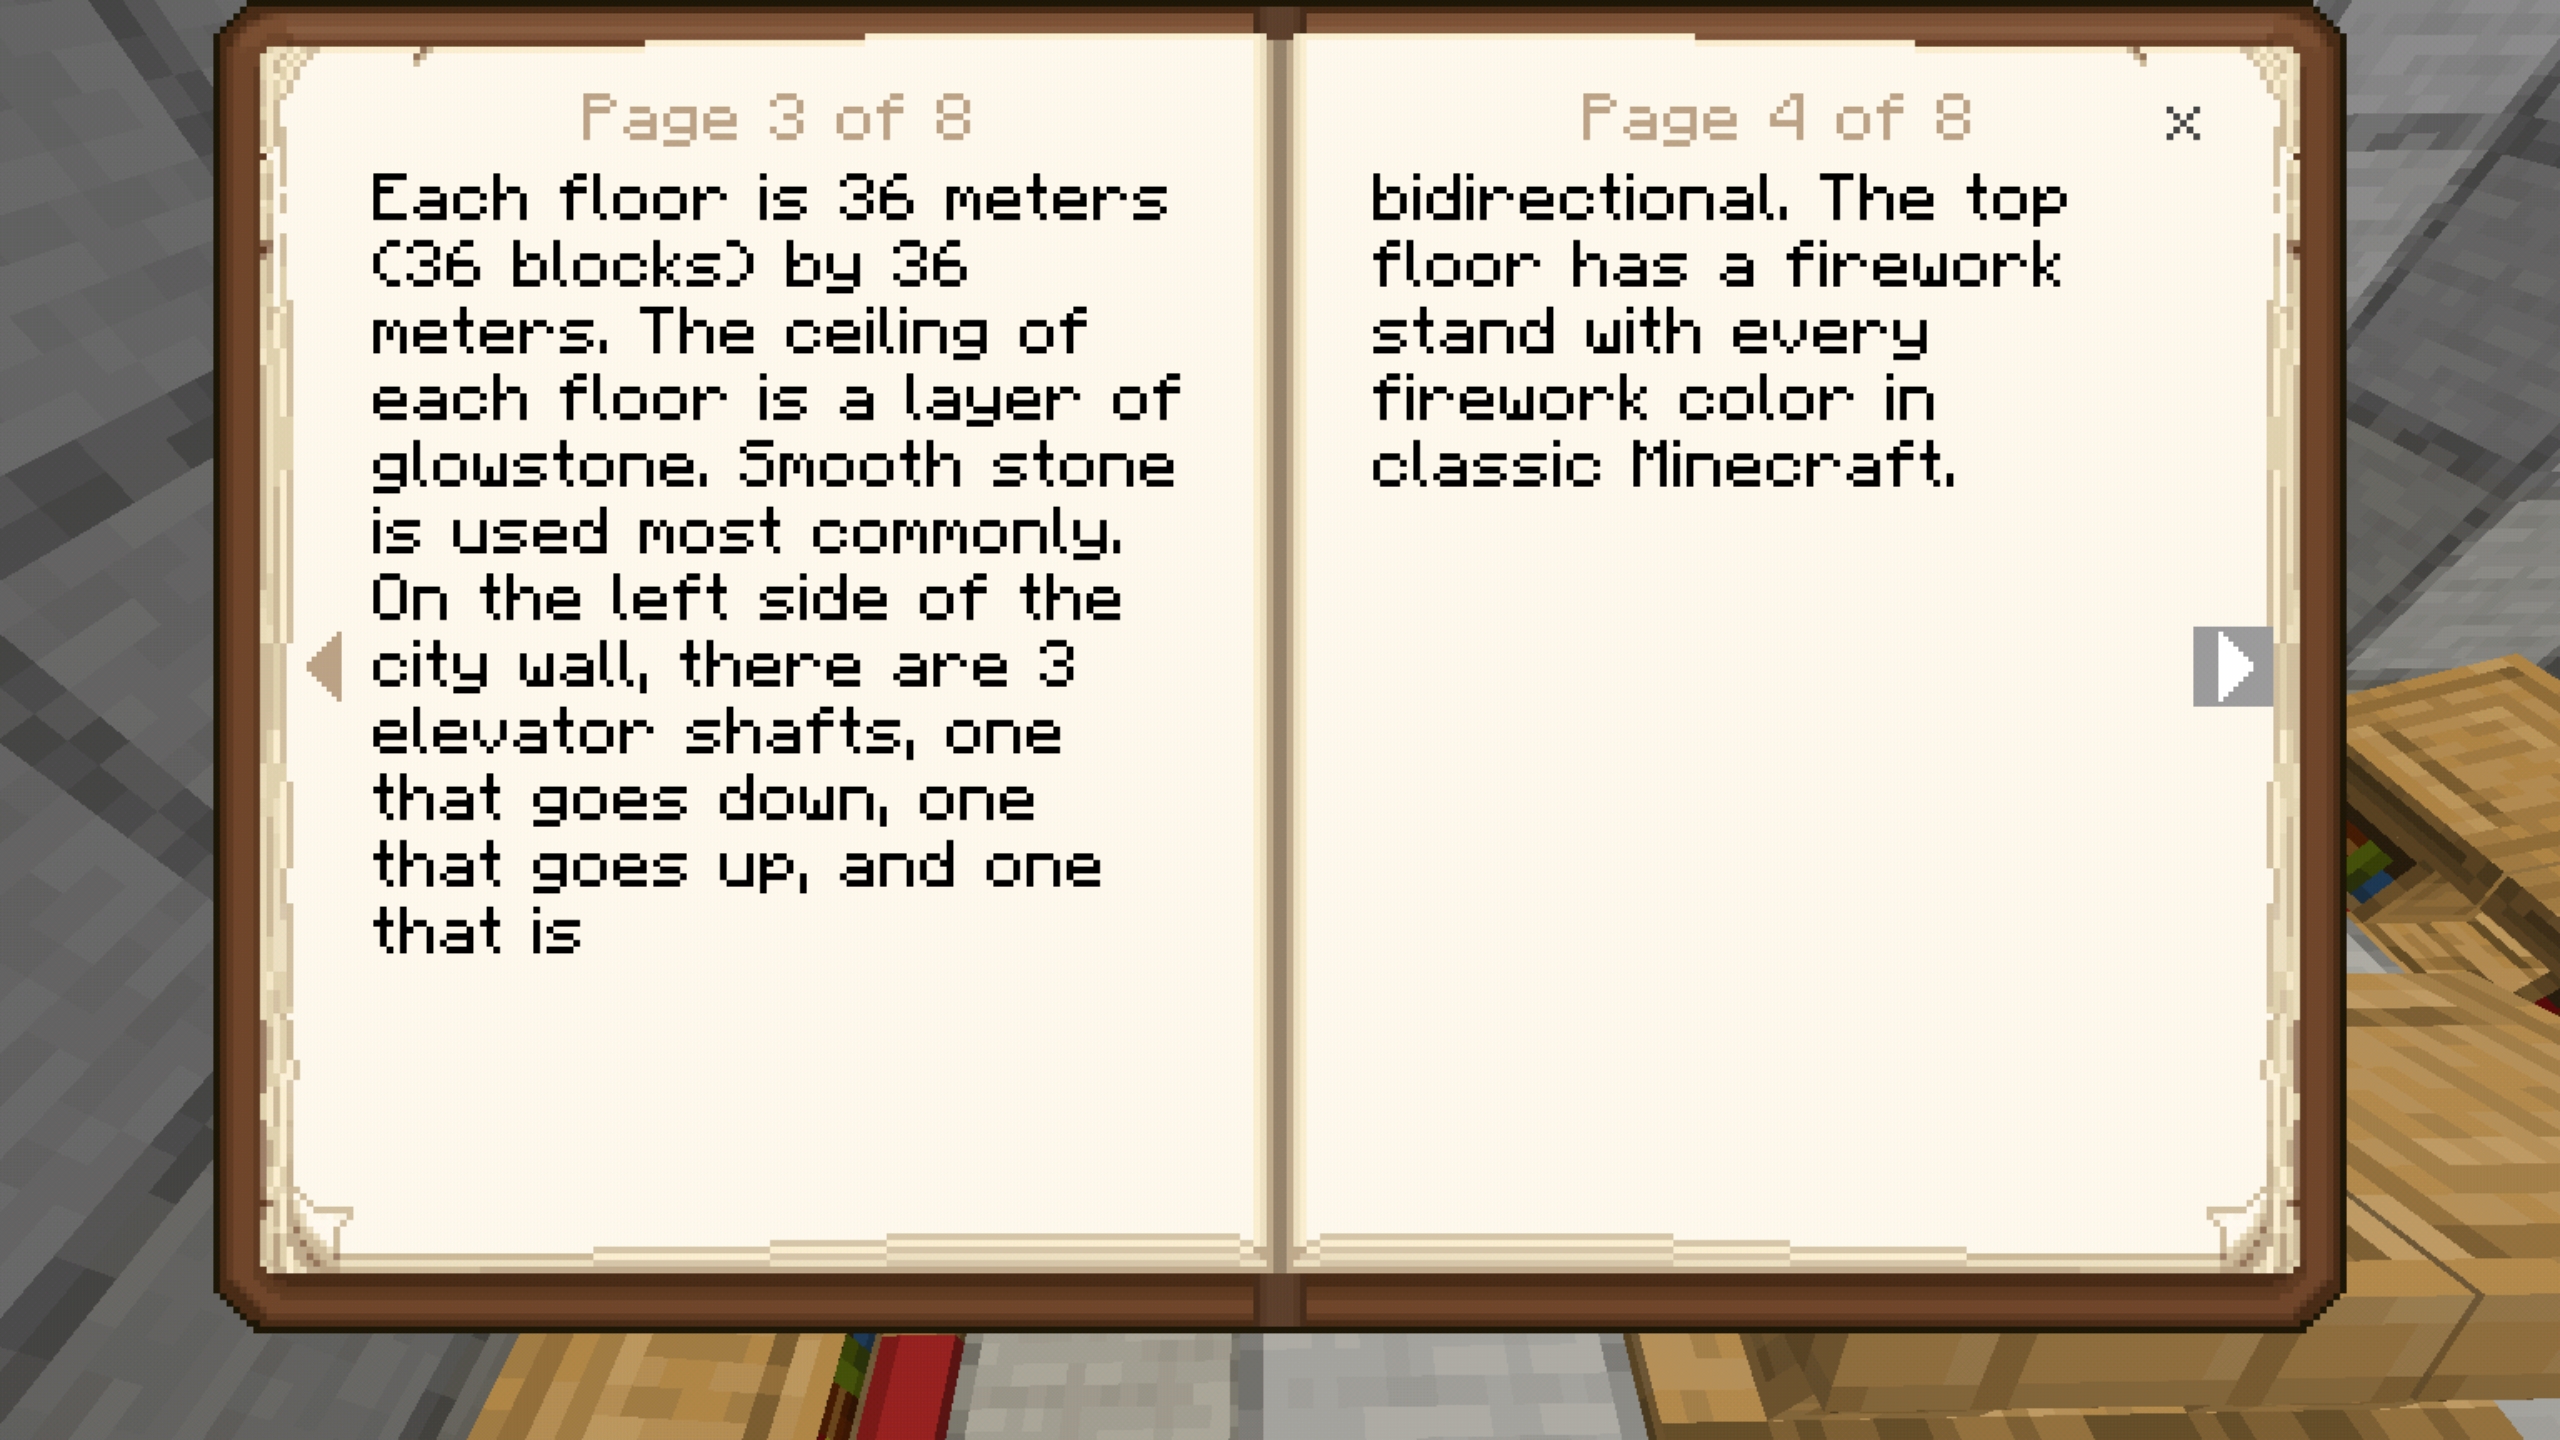 Page 3 of 8
Each floor is 36 meters
(36 blocks) by 36
meters. The ceiling of
each floor is a layer of
glowstone. Smooth stone
is used most commonly.
On the left side of the
city wall, there are 3
elevator shafts, one
that goes down, one
that goes up, and one
that is
Page 4 of 8
x
bidirectional. The top
floor has a firework
stand with every
firework color in
classic Minecraft.